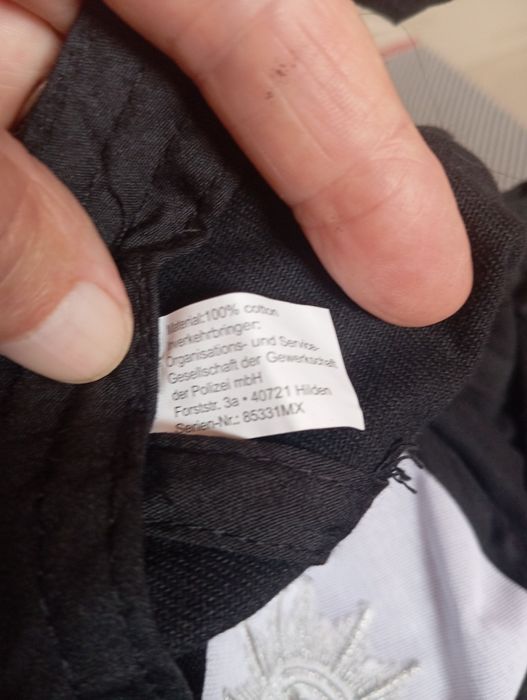 Material:100% cotton
Inverkehrbringer:
Organisations- und Service-
Gesellschaft der Gewerkschaft
der Polizei mbH
Forststr. 3a • 40721 Hilden
Serien-Nr.: 85331MX